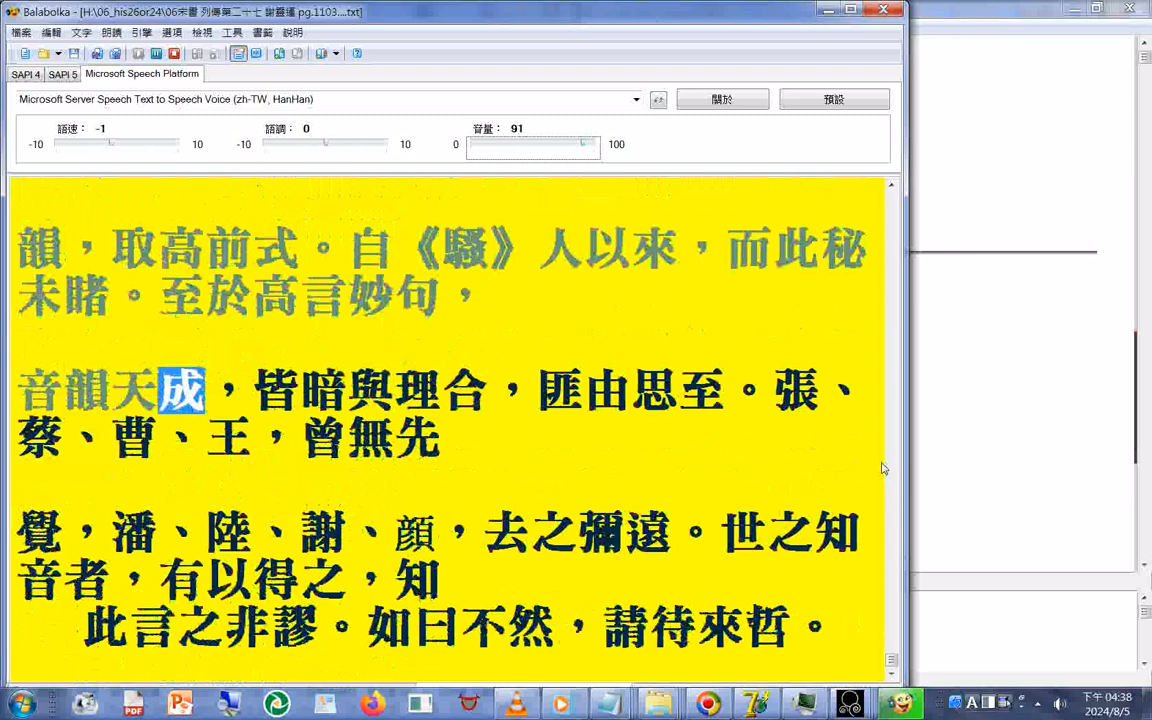 Balabolka - [H:\06_his26or24\06宋書 列傳第二十七 謝靈運 pg.1103....txt]
檔案 編輯 文字 朗讀 引擎 選項 檢視 工具 書籤 說明
SAPI 4 SAPI 5 Microsoft Speech Platform
Microsoft Server Speech Text to Speech Voice (zh-TW, HanHan) 關於 預設
語速： -1 語調： 0 音量： 91
-10 10 -10 10 0 100
韻，取高前式。自《騷》人以來，而此秘
未睹。至於高言妙句，
音韻天成，皆暗與理合，匪由思至。張、
蔡、曹、王，曾無先
覺，潘、陸、謝、顔，去之彌遠。世之知
音者，有以得之，知
此言之非謬。如曰不然，請待來哲。
下午 04:38
2024/8/5